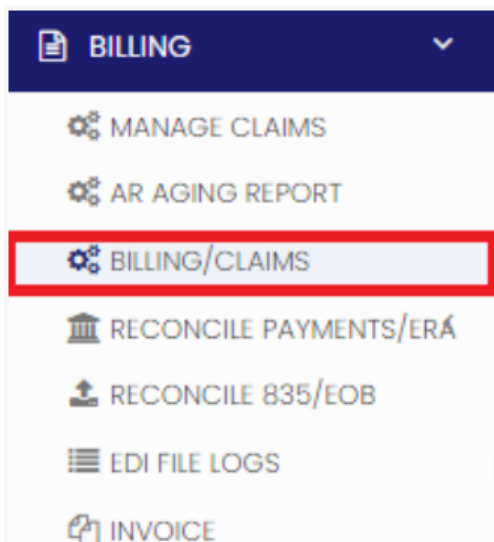 BILLING
MANAGE CLAIMS
AR AGING REPORT
BILLING/CLAIMS
RECONCILE PAYMENTS/ERA
RECONCILE 835/EOB
EDI FILE LOGS
INVOICE